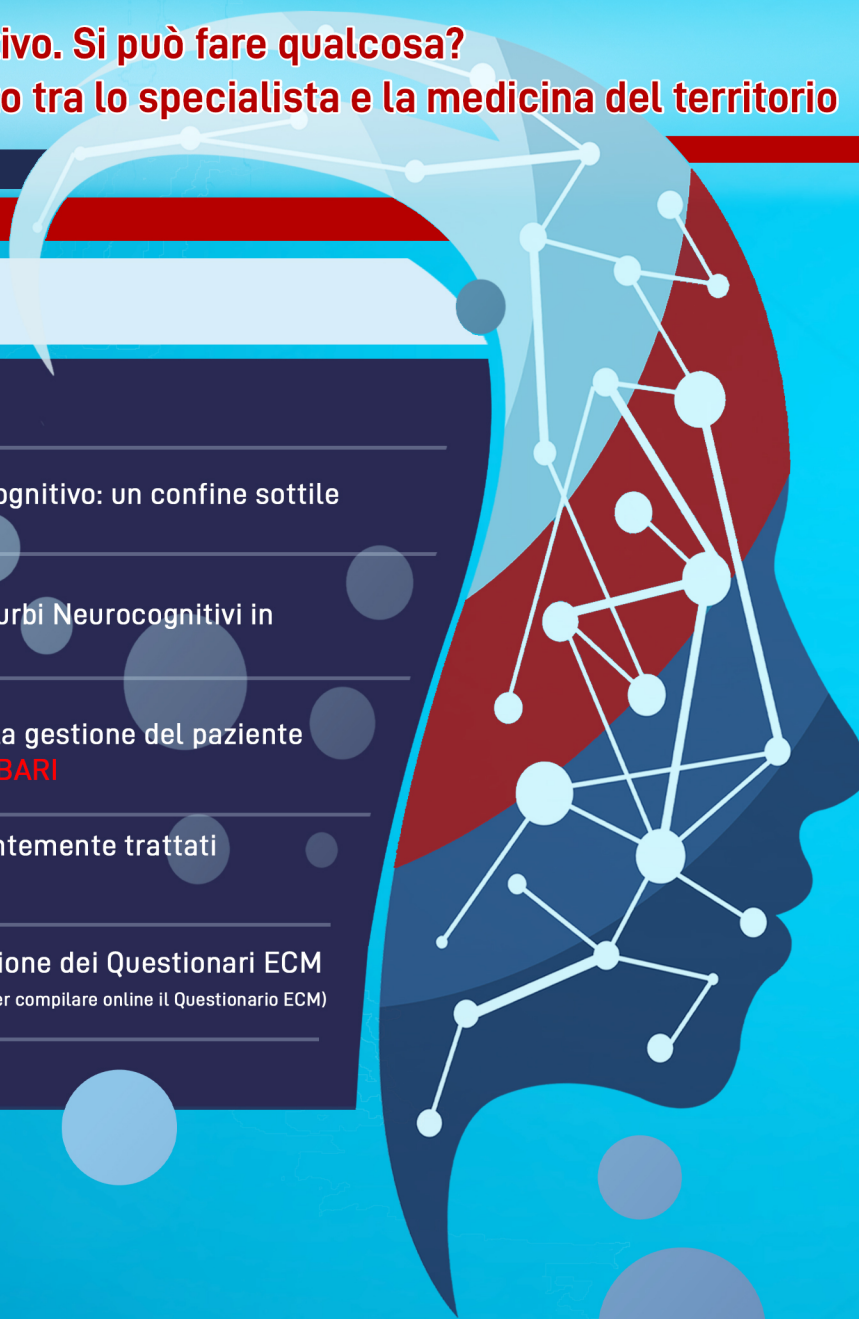 ivo. Si può fare qualcosa?
o tra lo specialista e la medicina del territorio
ognitivo: un confine sottile
urbi Neurocognitivi in
a gestione del paziente
BARI
ntemente trattati
ione dei Questionari ECM
er compilare online il Questionario ECM)